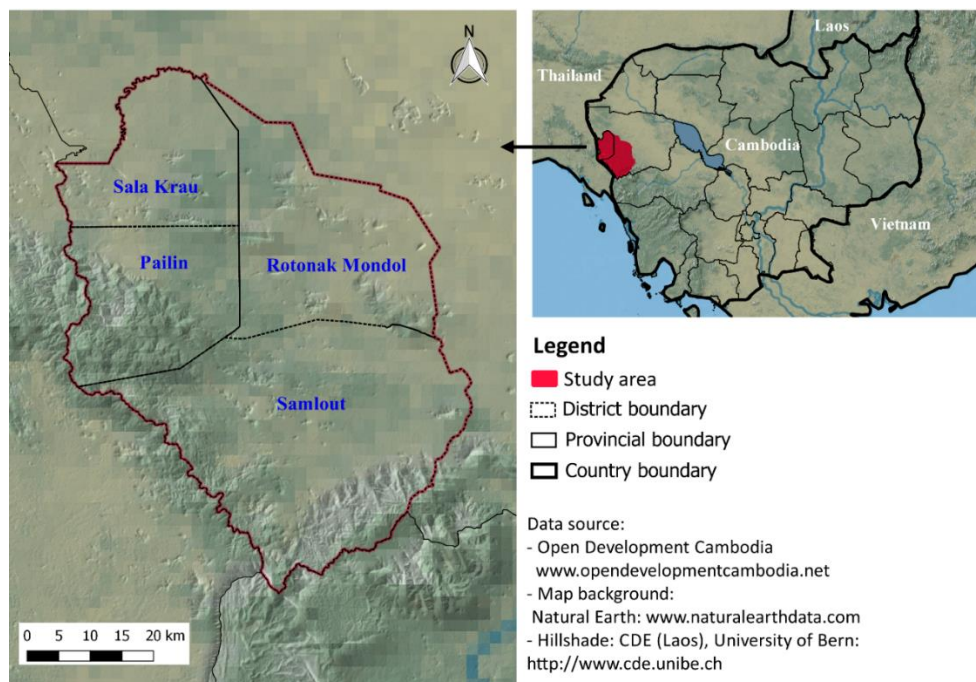 N
Sala Krau
Pailin
Rotonak Mondol
Samlout
0 5 10 15 20 km
Laos
Thailand
Cambodia
Vietnam
Legend
Study area
District boundary
Provincial boundary
Country boundary
Data source:
- Open Development Cambodia
www.opendevelopmentcambodia.net
- Map background:
Natural Earth: www.naturalearthdata.com
- Hillshade: CDE (Laos), University of Bern:
http://www.cde.unibe.ch